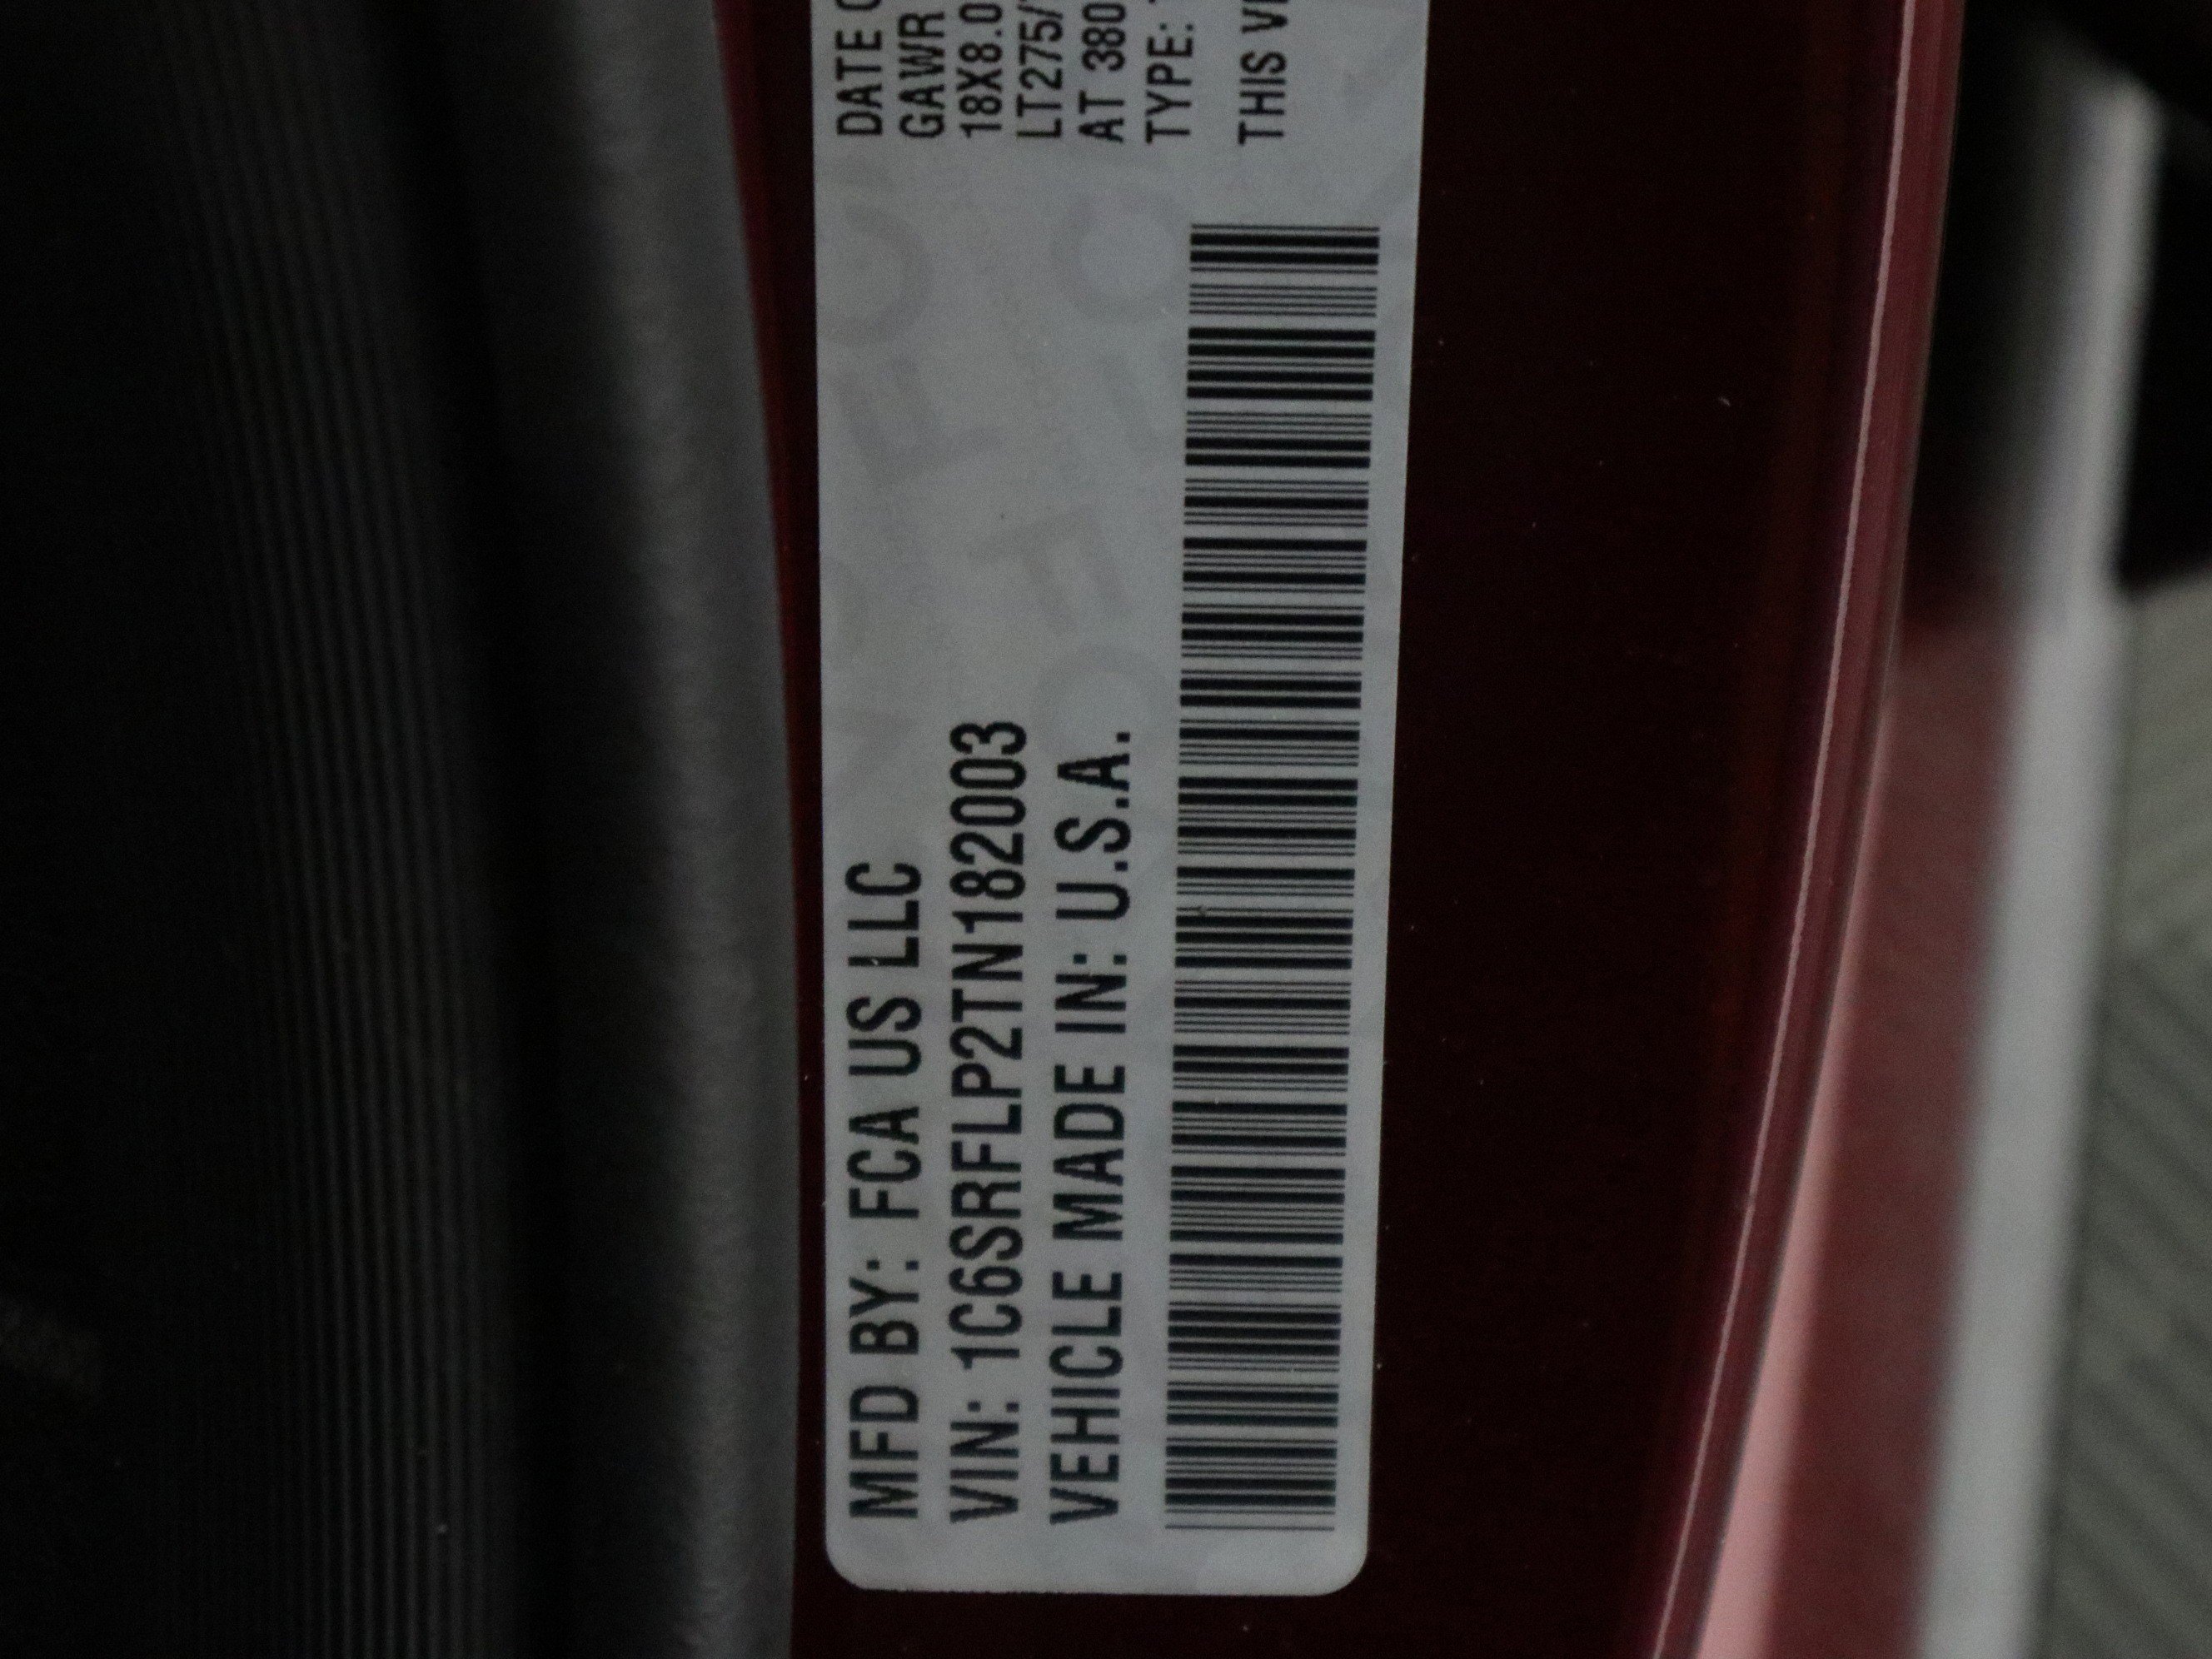 MFD BY: FCA US LLC
VIN: 1C6SRFLP2TN182003
VEHICLE MADE IN: U.S.A.
DATE O
GAWR
18X8.0
LT275/
AT 380
TYPE:
THIS VE